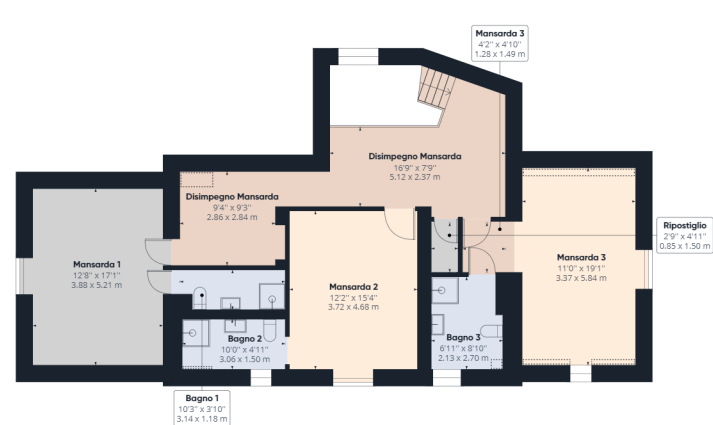 Mansarda 3
4'2" x 4'10"
1.28 x 1.49 m
Disimpegno Mansarda
16'9" x 7'9"
5.12 x 2.37 m
Disimpegno Mansarda
9'4" x 9'3"
2.86 x 2.84 m
Ripostiglio
2'9" x 4'11"
0.85 x 1.50 m
Mansarda 1
12'8" x 17'1"
3.88 x 5.21 m
Mansarda 3
11'0" x 19'1"
3.37 x 5.84 m
Mansarda 2
12'2" x 15'4"
3.72 x 4.68 m
Bagno 2
10'0" x 4'11"
3.06 x 1.50 m
Bagno 3
6'11" x 8'10"
2.13 x 2.70 m
Bagno 1
10'3" x 3'10"
3.14 x 1.18 m